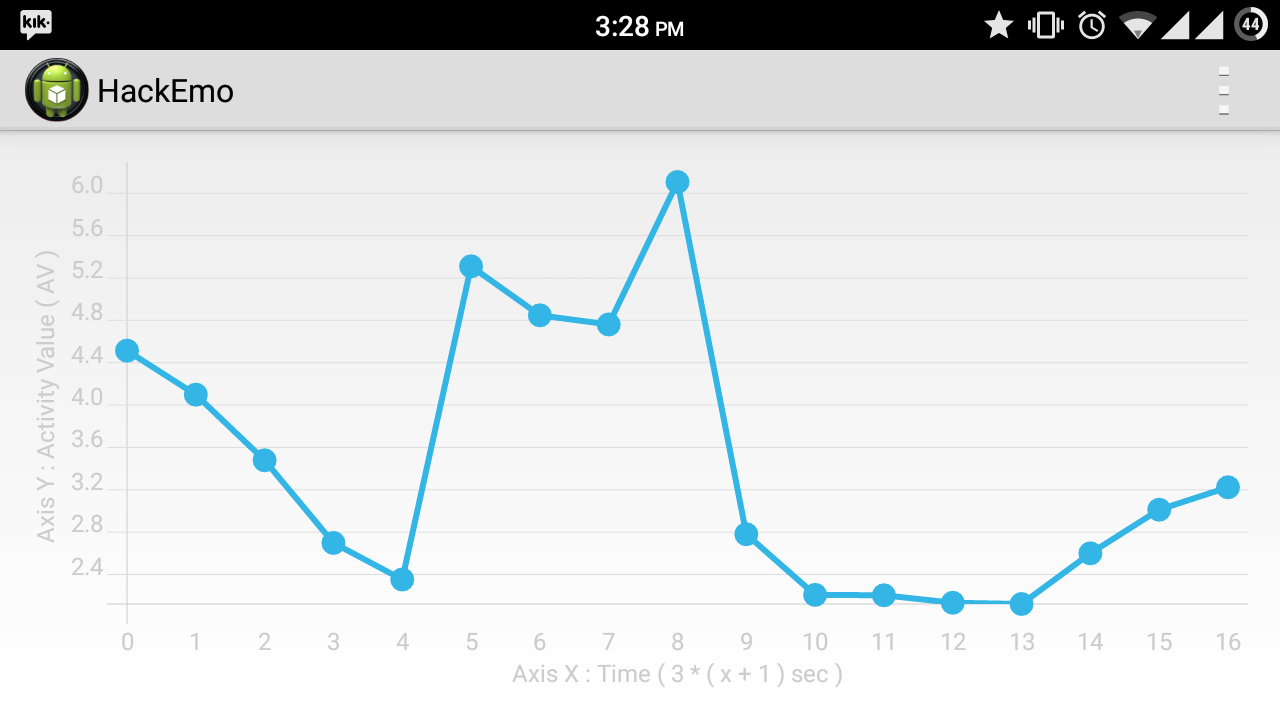 kik·
3:28 PM
44
HackEmo
Axis Y : Activity Value ( AV )
6.0
5.6
5.2
4.8
4.4
4.0
3.6
3.2
2.8
2.4
0 1 2 3 4 5 6 7 8 9 10 11 12 13 14 15 16
Axis X : Time ( 3 * ( x + 1 ) sec )